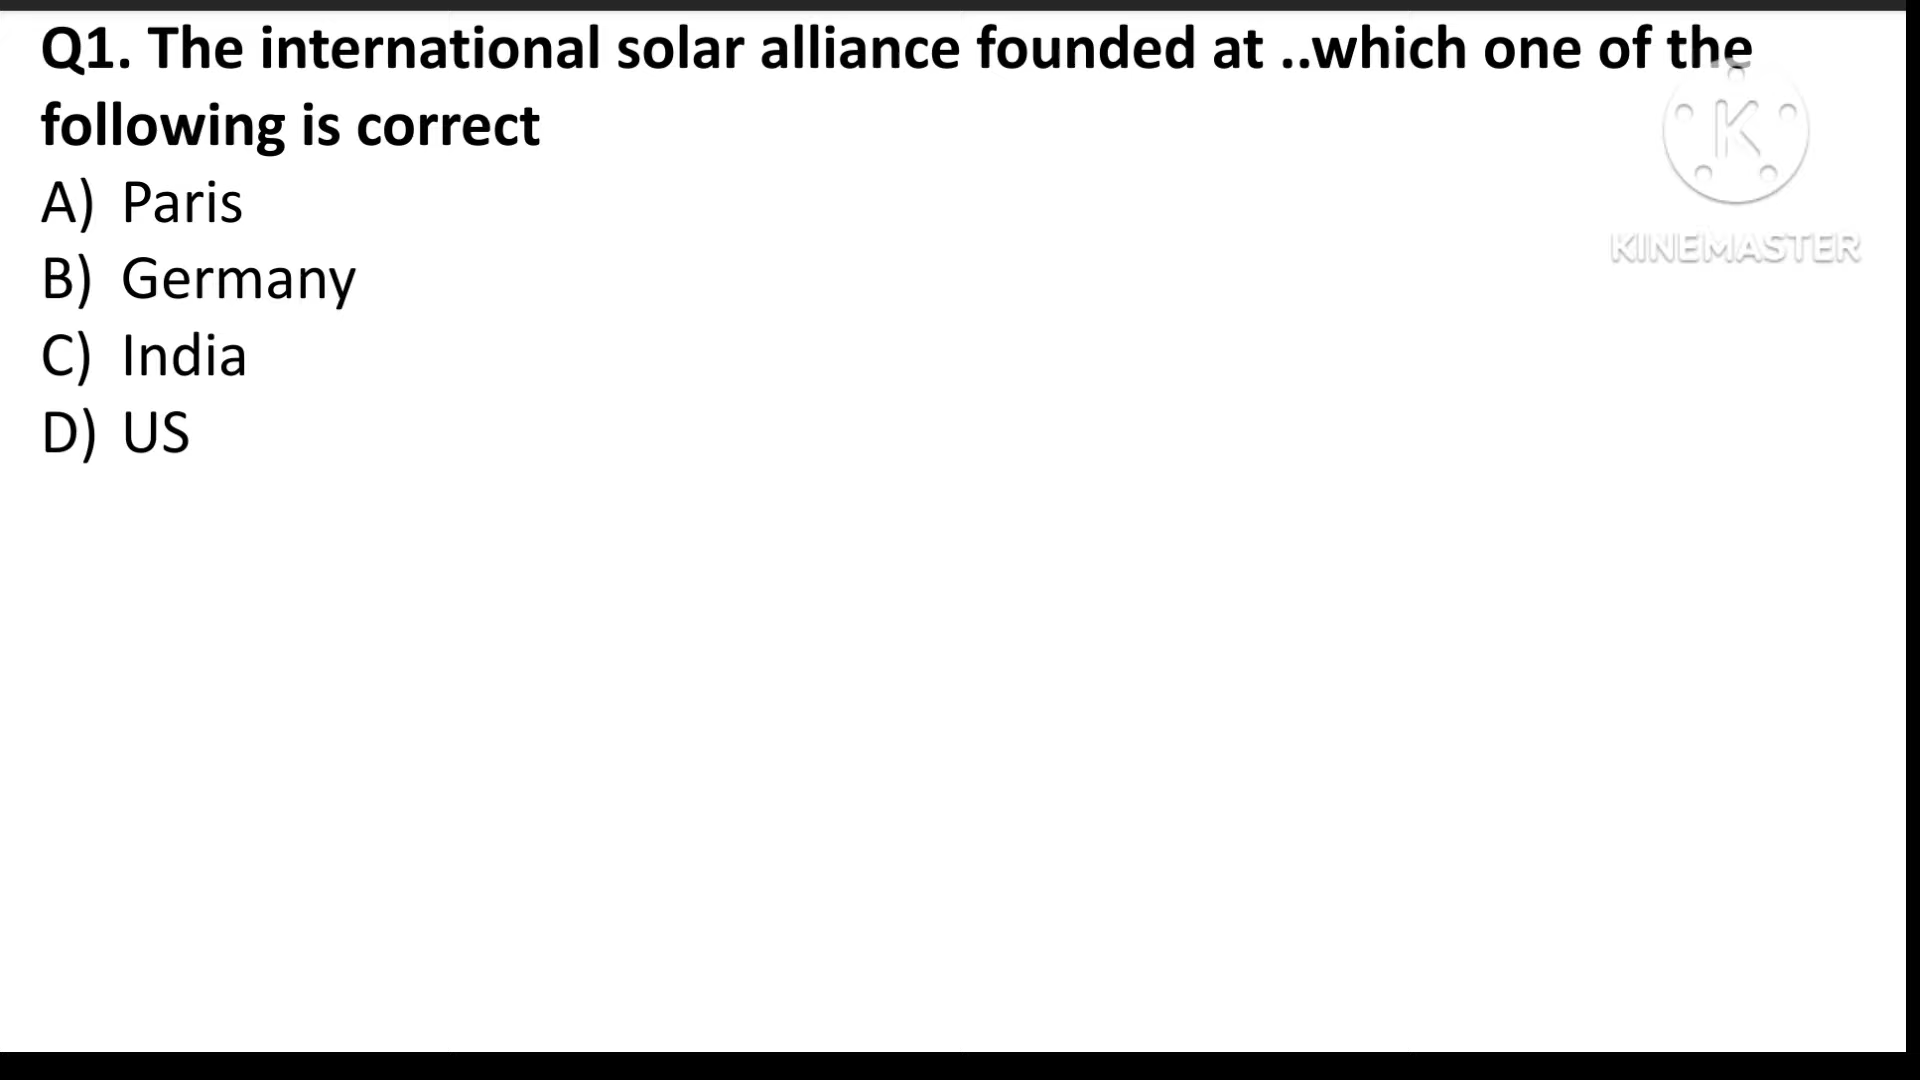 Q1. The international solar alliance founded at ..which one of the
following is correct
A) Paris
B) Germany
C) India
D) US
K
KINEMASTER